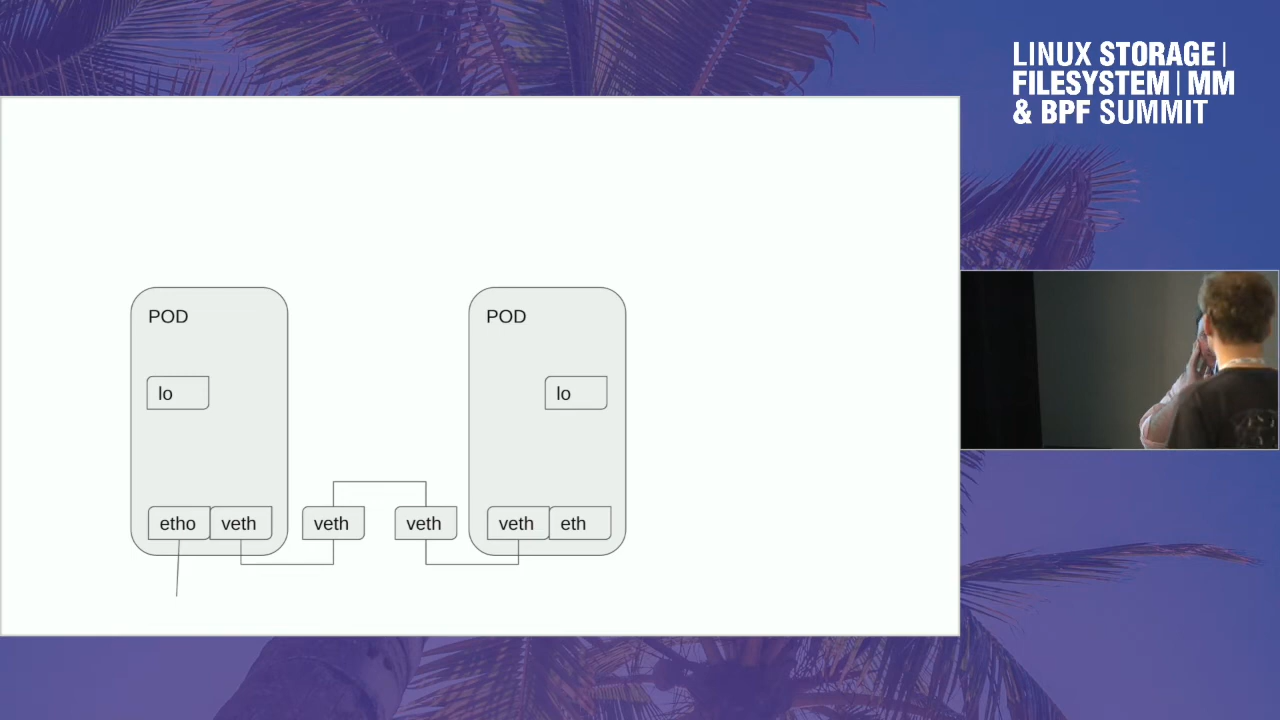 LINUX STORAGE |
FILESYSTEM | MM
& BPF SUMMIT
POD
POD
lo
lo
etho
veth
veth
veth
veth
eth